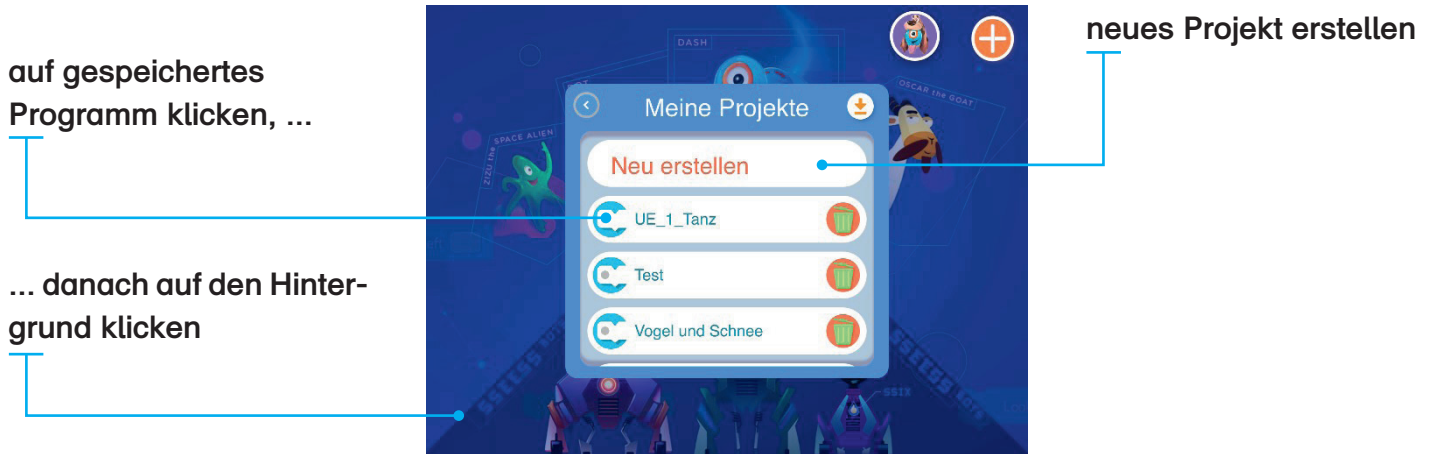 auf gespeichertes
Programm klicken, ...
... danach auf den Hinter-
grund klicken
neues Projekt erstellen
DASH
ZIZU the SPACE ALIEN
OSCAR the GOAT
Meine Projekte
Neu erstellen
UE_1_Tanz
Test
Vogel und Schnee